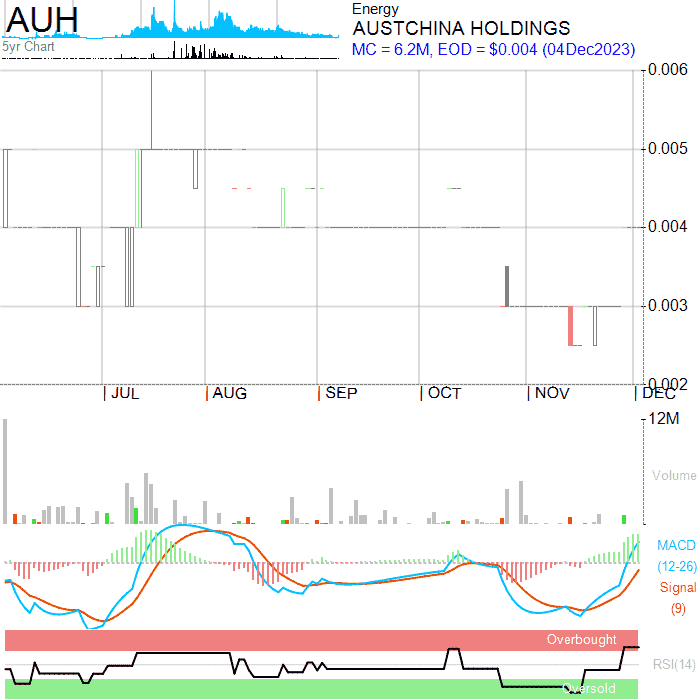 AUH
5yr Chart
Energy
AUSTCHINA HOLDINGS
MC = 6.2M, EOD = $0.004 (04Dec2023)
0.006
0.005
0.004
0.003
0.002
JUL AUG SEP OCT NOV DEC
12M
Volume
MACD
(12-26)
Signal
(9)
Overbought
RSI(14)
Oversold